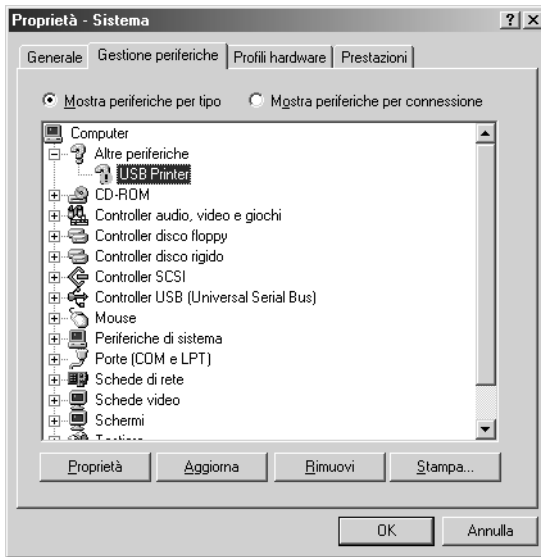 Proprietà - Sistema
Generale Gestione periferiche Profili hardware Prestazioni
Mostra periferiche per tipo Mostra periferiche per connessione
Computer
Altre periferiche
USB Printer
CD-ROM
Controller audio, video e giochi
Controller disco floppy
Controller disco rigido
Controller SCSI
Controller USB (Universal Serial Bus)
Mouse
Periferiche di sistema
Porte (COM e LPT)
Schede di rete
Schede video
Schermi
Proprietà Aggiorna Rimuovi Stampa...
OK Annulla